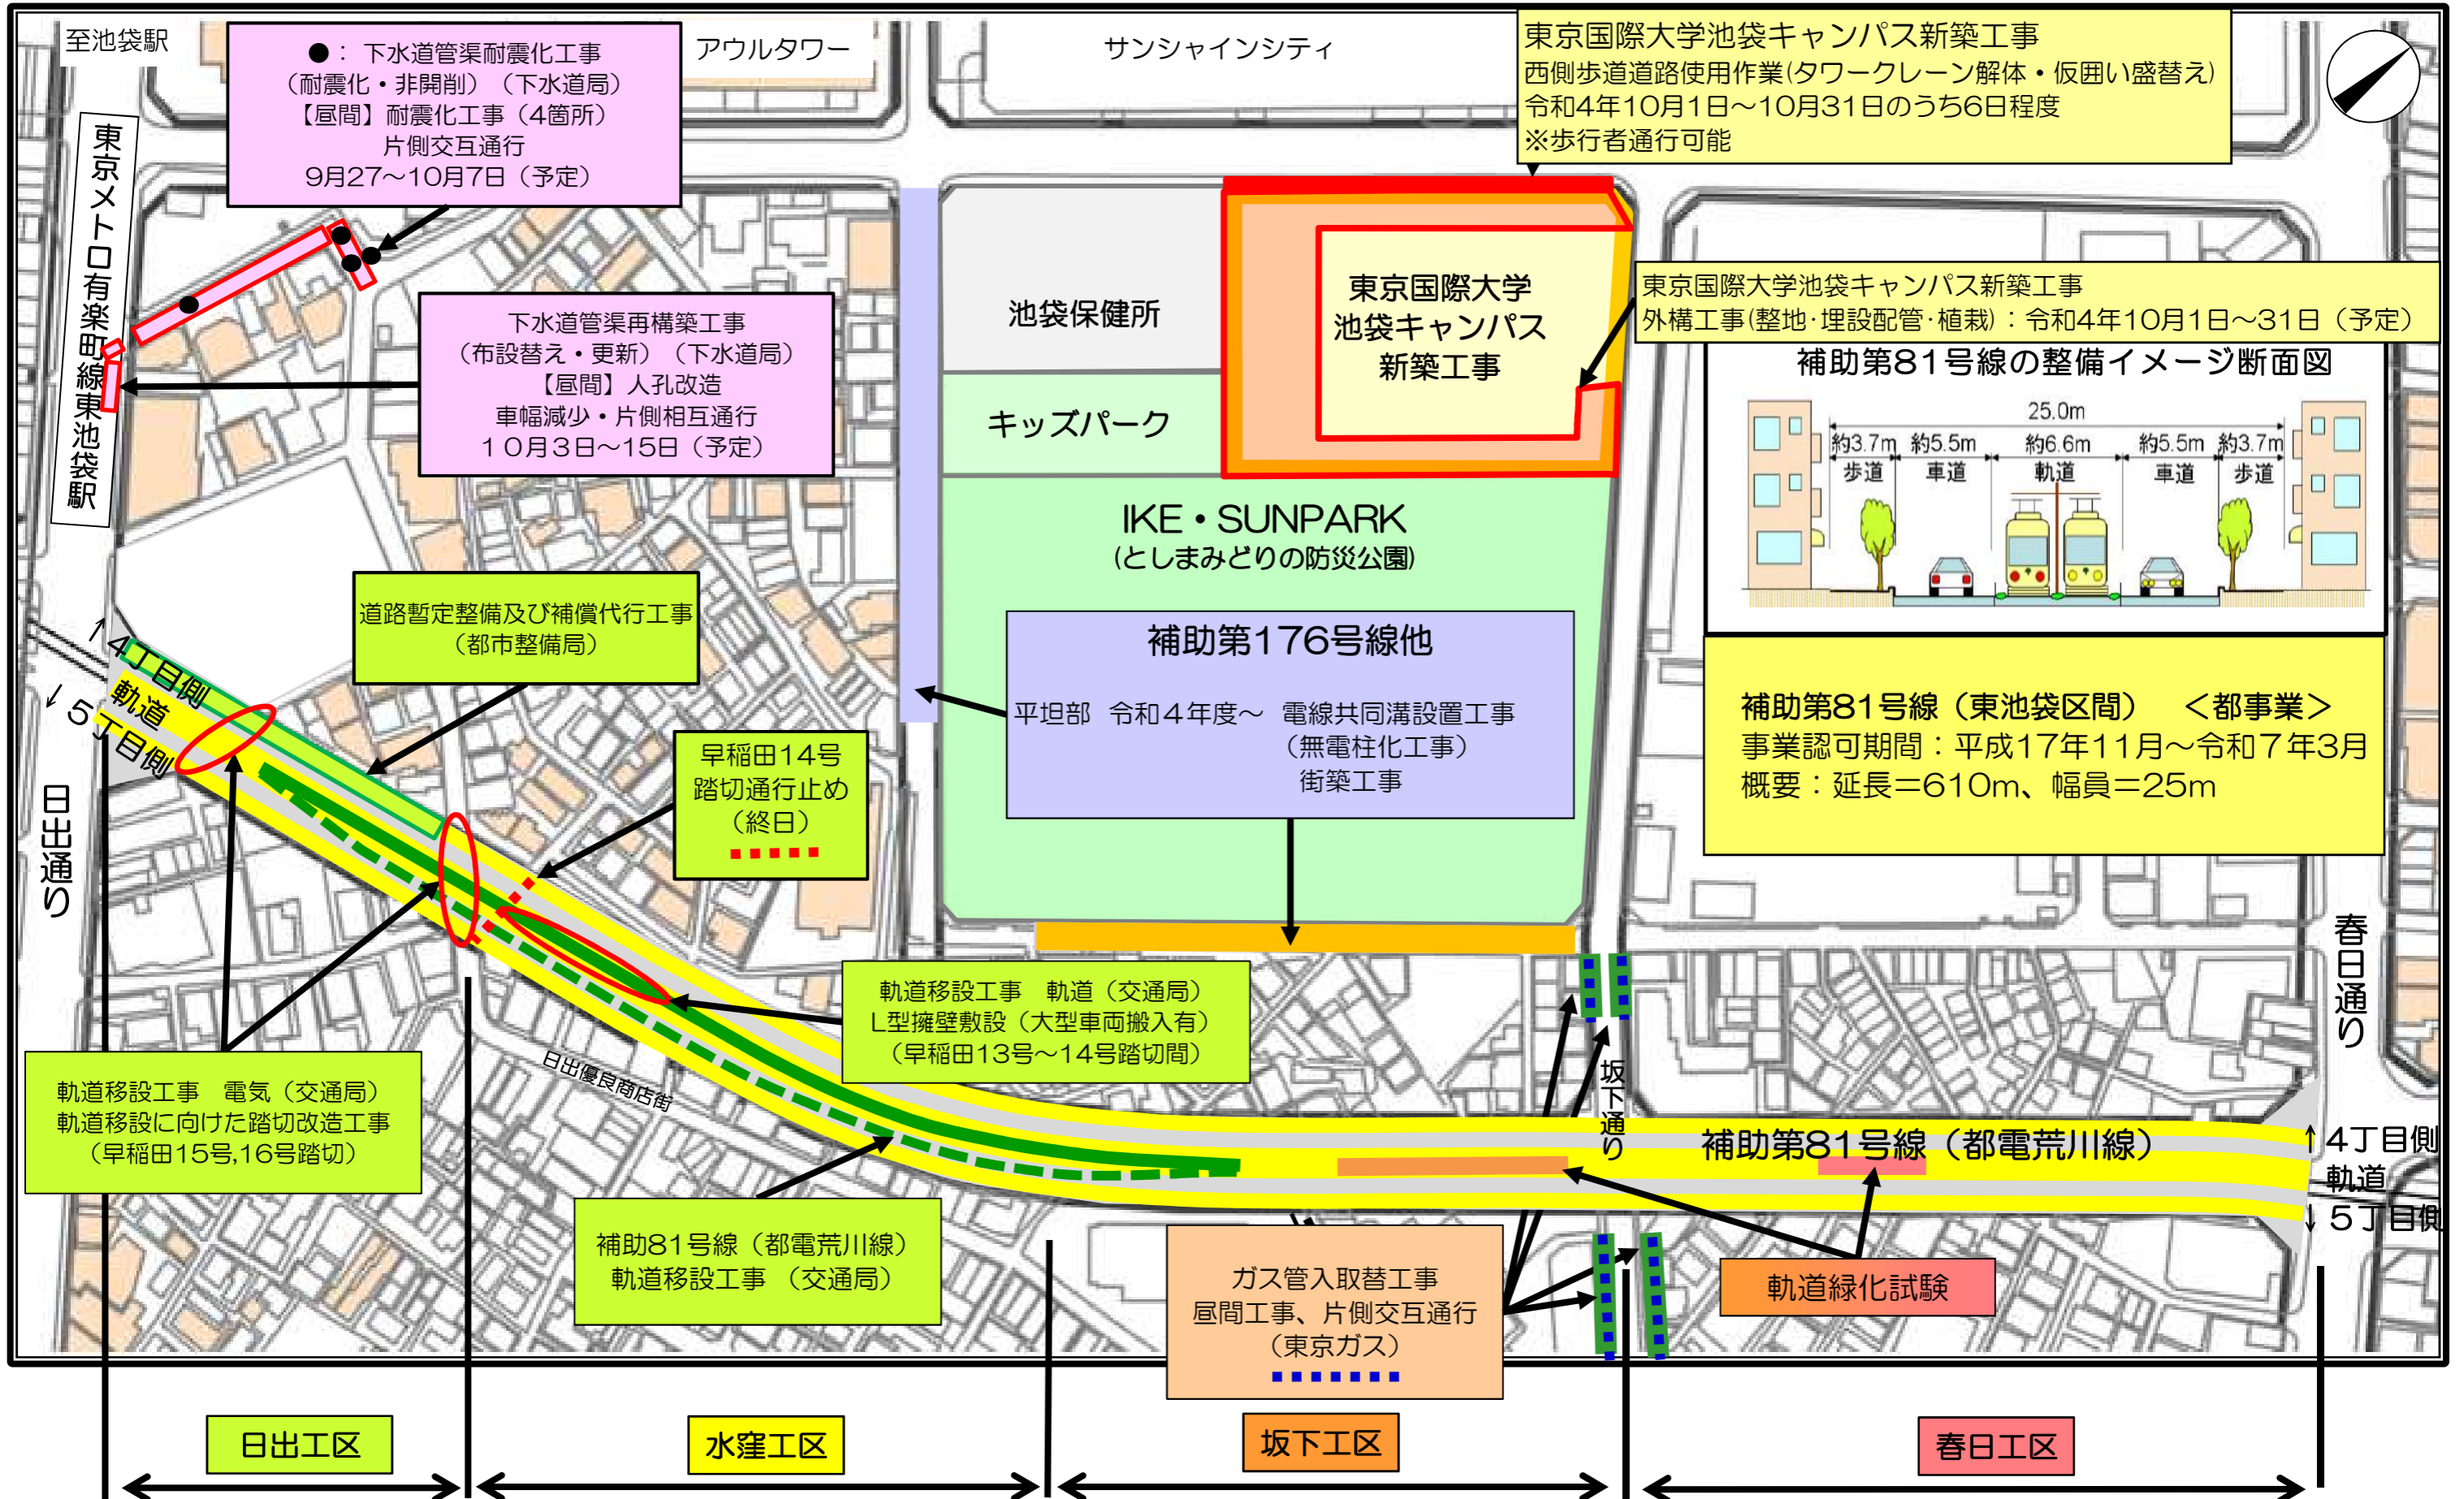 至池袋駅
●：下水道管渠耐震化工事
（耐震化・非開削）（下水道局）
【昼間】耐震化工事（4箇所）
片側交互通行
9月27～10月7日（予定）
アウルタワー
サンシャインシティ
東京国際大学池袋キャンパス新築工事
西側歩道道路使用作業(タワークレーン解体・仮囲い盛替え)
令和4年10月1日～10月31日のうち6日程度
※歩行者通行可能
東京メトロ有楽町線東池袋駅
下水道管渠再構築工事
（布設替え・更新）（下水道局）
【昼間】人孔改造
車幅減少・片側相互通行
１０月３日～15日（予定）
池袋保健所
キッズパーク
東京国際大学
池袋キャンパス
新築工事
東京国際大学池袋キャンパス新築工事
外構工事(整地･埋設配管･植栽)：令和4年10月1日～31日（予定）
補助第81号線の整備イメージ断面図
25.0m
約3.7m 約5.5m 約6.6m 約5.5m 約3.7m
歩道 車道 軌道 車道 歩道
IKE・SUNPARK
(としまみどりの防災公園)
道路暫定整備及び補償代行工事
（都市整備局）
補助第176号線他
平坦部 令和４年度～ 電線共同溝設置工事
（無電柱化工事）
街築工事
補助第81号線（東池袋区間） ＜都事業＞
事業認可期間：平成17年11月～令和７年3月
概要：延長＝610m、幅員＝25m
↑4丁目側
軌道
↓５丁目側
早稲田14号
踏切通行止め
（終日）
日出通り
春日通り
軌道移設工事 軌道（交通局）
L型擁壁敷設（大型車両搬入有）
（早稲田13号～14号踏切間）
日出優良商店街
坂下通り
軌道移設工事 電気（交通局）
軌道移設に向けた踏切改造工事
（早稲田15号,16号踏切）
補助第81号線（都電荒川線）
↑4丁目側
軌道
↓５丁目側
補助81号線（都電荒川線）
軌道移設工事 （交通局）
ガス管入取替工事
昼間工事、片側交互通行
（東京ガス）
軌道緑化試験
日出工区
水窪工区
坂下工区
春日工区